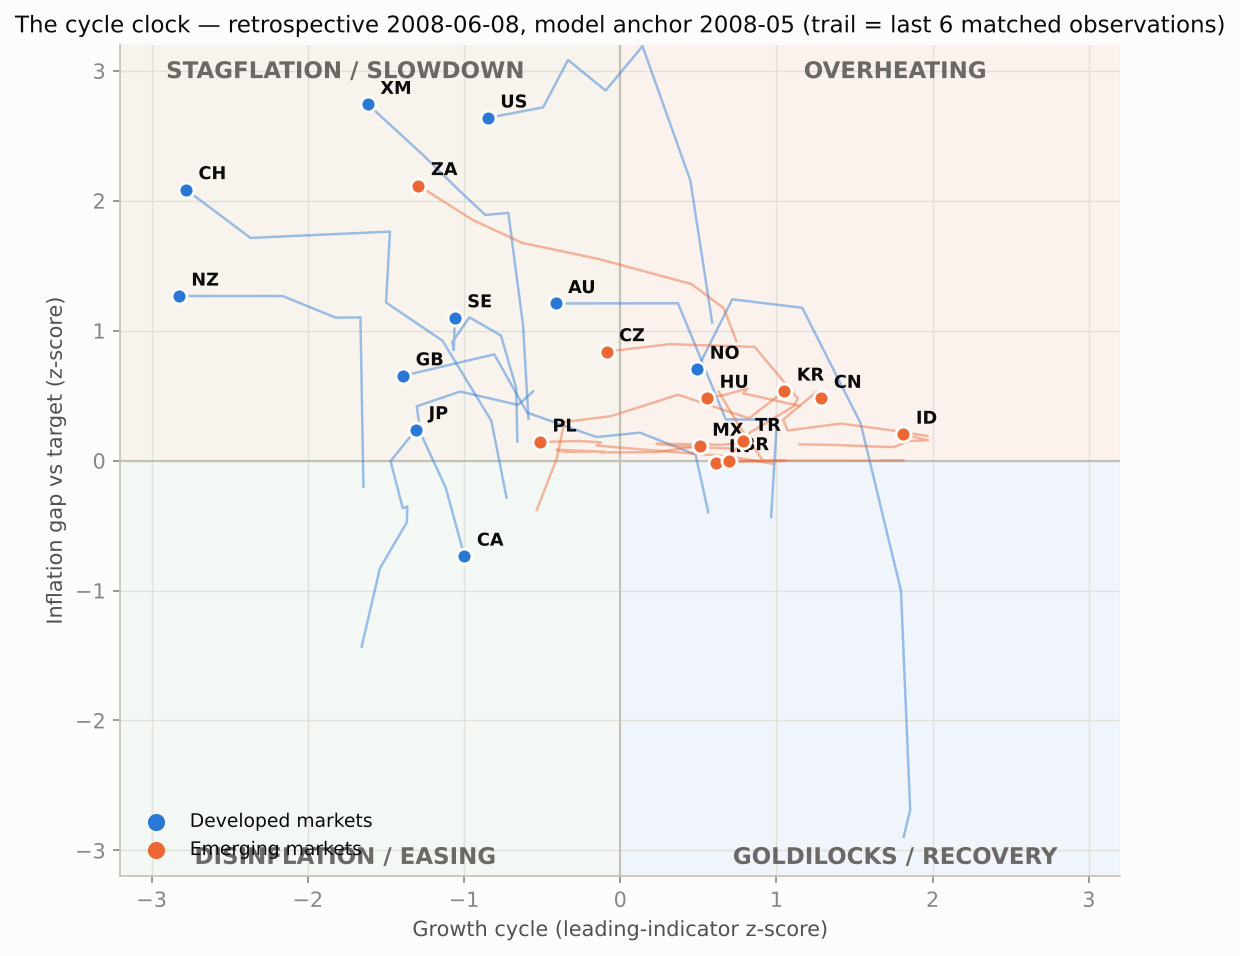 The cycle clock — retrospective 2008-06-08, model anchor 2008-05 (trail = last 6 matched observations)
STAGFLATION / SLOWDOWN
OVERHEATING
XM
US
ZA
CH
NZ
AU
SE
CZ
NO
GB
HU
KR
CN
JP
ID
PL
MX
TR
CA
Developed markets
Emerging markets
DISINFLATION / EASING
GOLDILOCKS / RECOVERY
3
2
1
0
−1
−2
−3
−3
−2
−1
0
1
2
3
Inflation gap vs target (z-score)
Growth cycle (leading-indicator z-score)